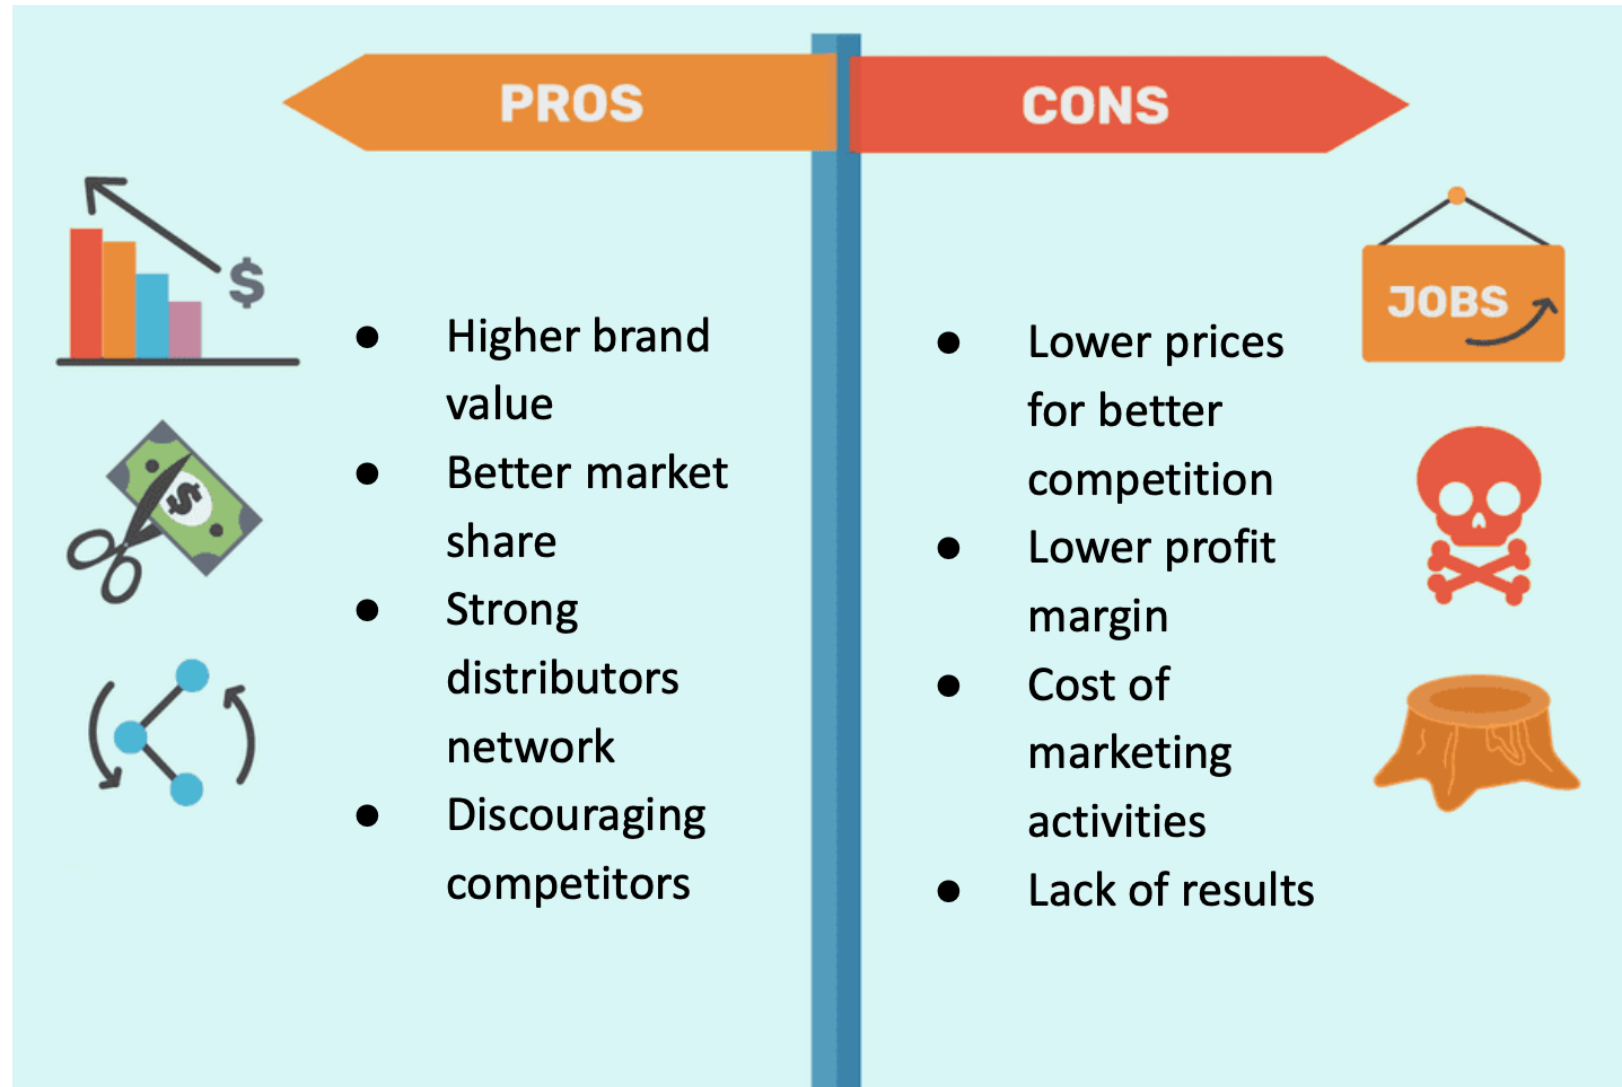 PROS
CONS
$
$
● Higher brand
value
● Better market
share
● Strong
distributors
network
● Discouraging
competitors
● Lower prices
for better
competition
● Lower profit
margin
● Cost of
marketing
activities
● Lack of results
JOBS